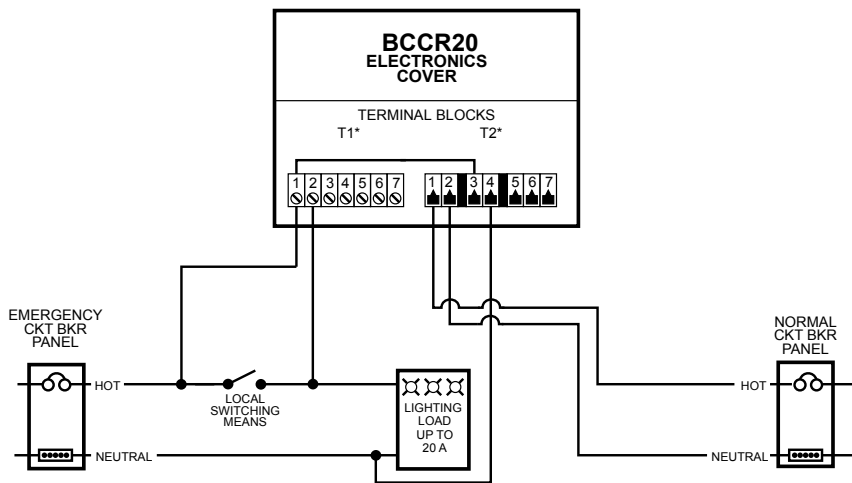 BCCR20
ELECTRONICS
COVER
TERMINAL BLOCKS
T1* T2*
1 2 3 4 5 6 7
1 2 3 4 5 6 7
EMERGENCY
CKT BKR
PANEL
HOT
LOCAL
SWITCHING
MEANS
NEUTRAL
LIGHTING
LOAD
UP TO
20 A
NORMAL
CKT BKR
PANEL
HOT
NEUTRAL